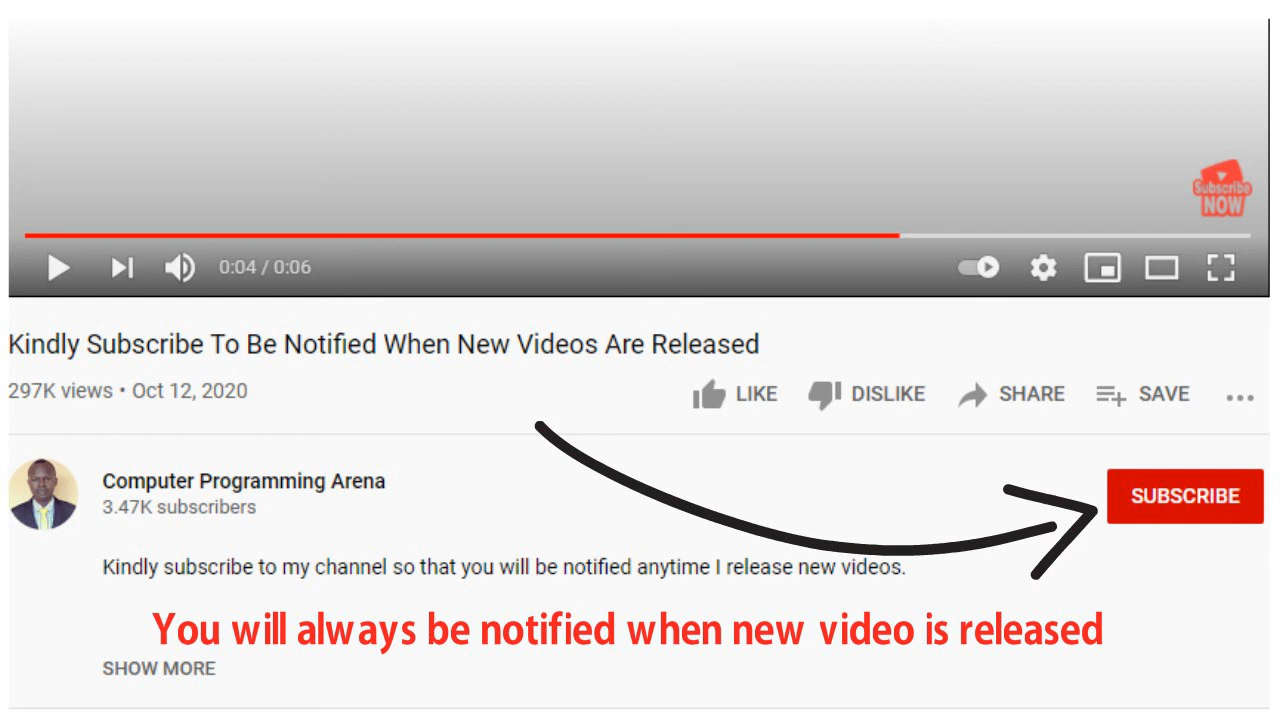 Subscribe
NOW
0:04 / 0:06
Kindly Subscribe To Be Notified When New Videos Are Released
297K views • Oct 12, 2020
LIKE DISLIKE SHARE SAVE
Computer Programming Arena
SUBSCRIBE
3.47K subscribers
Kindly subscribe to my channel so that you will be notified anytime I release new videos.
You will always be notified when new video is released
SHOW MORE